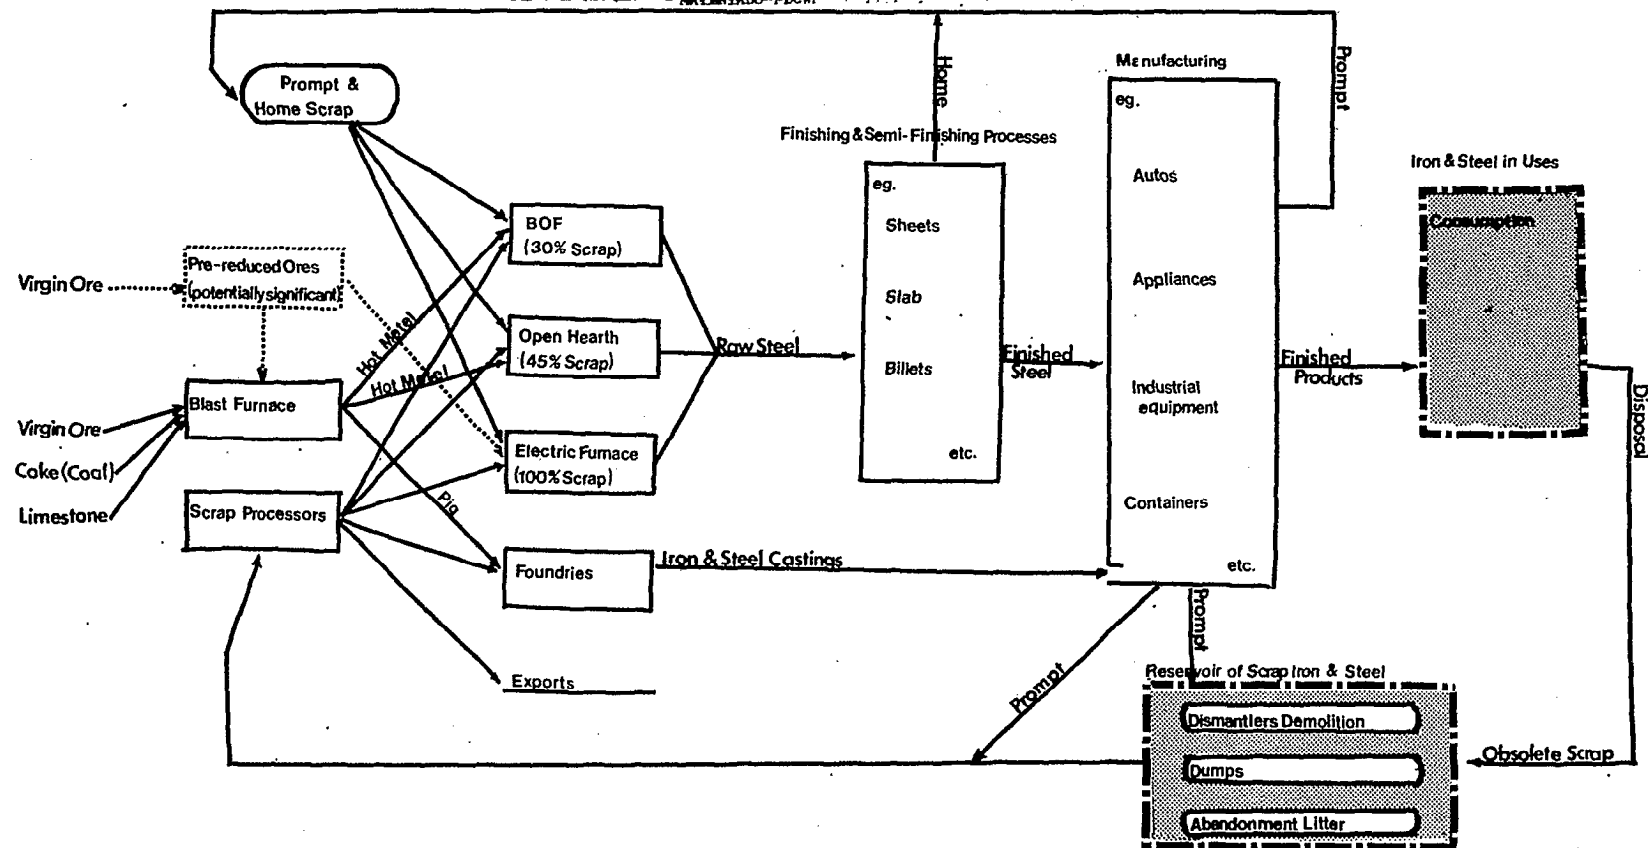 Prompt &
Home Scrap
Home
Manufacturing
Prompt
eg.
Finishing & Semi-Finishing Processes
Iron & Steel in Uses
eg.
Autos
BOF
(30% Scrap)
Sheets
Consumption
Pre-reduced Ores
(potentially significant)
Virgin Ore
Appliances
Slab
Hot Metel
Open Hearth
(45% Scrap)
Raw Steel
Finished
Steel
Finished
Products
Billets
Hot Metel
Industrial
equipment
Blast Furnace
Disposal
Virgin Ore
Electric Furnace
(100% Scrap)
etc.
Coke (Coal)
Pig
Containers
Limestone
Scrap Processors
Iron & Steel Castings
etc.
Foundries
Prompt
Prompt
Reservoir of Scrap Iron & Steel
Exports
Dismantlers Demolition
Obsolete Scrap
Dumps
Abandonment Litter